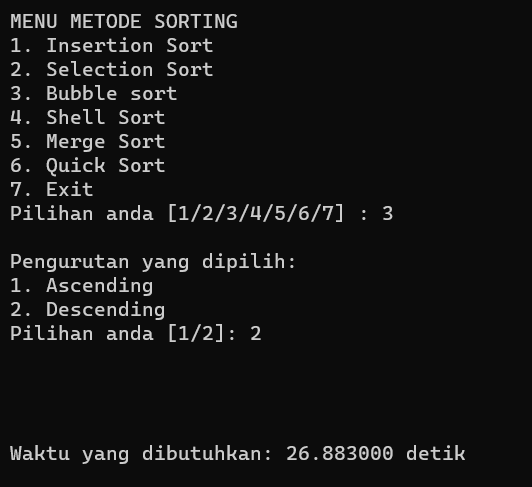 MENU METODE SORTING
1. Insertion Sort
2. Selection Sort
3. Bubble sort
4. Shell Sort
5. Merge Sort
6. Quick Sort
7. Exit
Pilihan anda [1/2/3/4/5/6/7] : 3
Pengurutan yang dipilih:
1. Ascending
2. Descending
Pilihan anda [1/2]: 2
Waktu yang dibutuhkan: 26.883000 detik